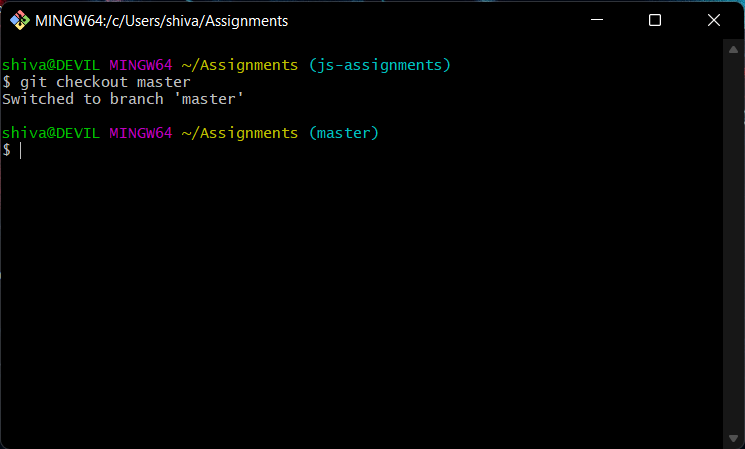 MINGW64:/c/Users/shiva/Assignments
shiva@DEVIL MINGW64 ~/Assignments (js-assignments)
$ git checkout master
Switched to branch 'master'
shiva@DEVIL MINGW64 ~/Assignments (master)
$